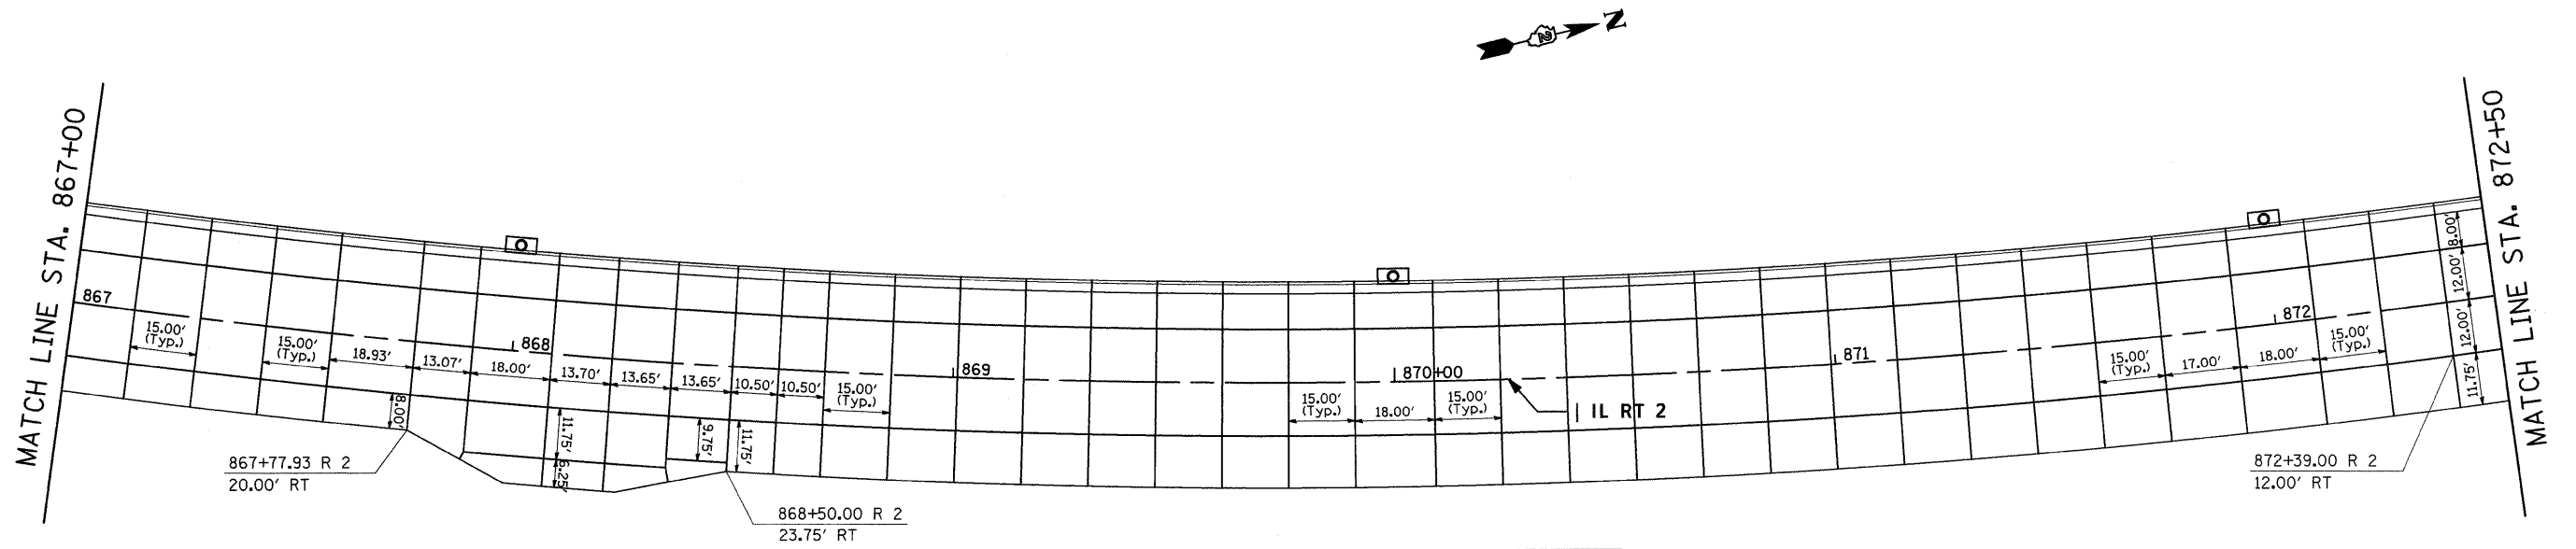 N
2
MATCH LINE STA. 867+00
MATCH LINE STA. 872+50
867
868
869
870+00
871
872
15.00'
(Typ.)
15.00'
(Typ.)
18.93'
13.07'
18.00'
13.70'
13.65'
13.65'
10.50'
10.50'
15.00'
(Typ.)
15.00'
(Typ.)
18.00'
15.00'
(Typ.)
IL RT 2
15.00'
(Typ.)
17.00'
18.00'
15.00'
(Typ.)
8.00'
12.00'
12.00'
11.75'
8.00'
11.75'
6.25'
9.75'
11.75'
867+77.93 R 2
20.00' RT
868+50.00 R 2
23.75' RT
872+39.00 R 2
12.00' RT